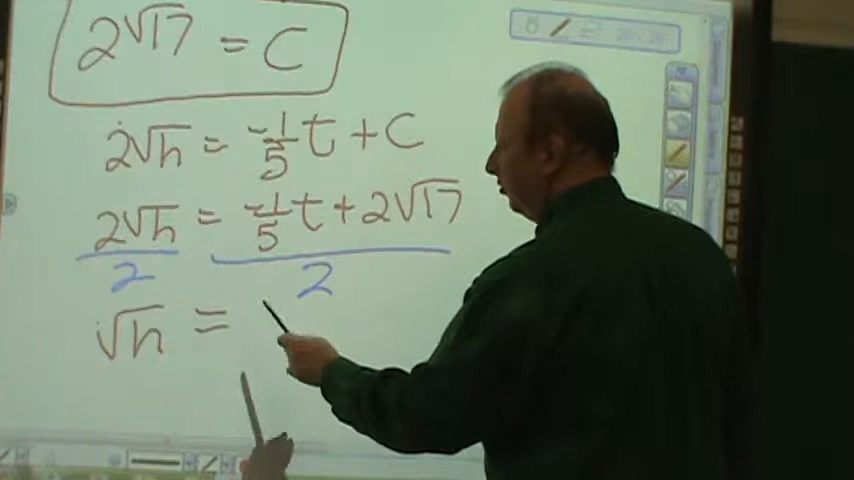 2√17 = C
2√h = -1/5 t + C
2√h = -1/5 t + 2√17
2 2
√h =